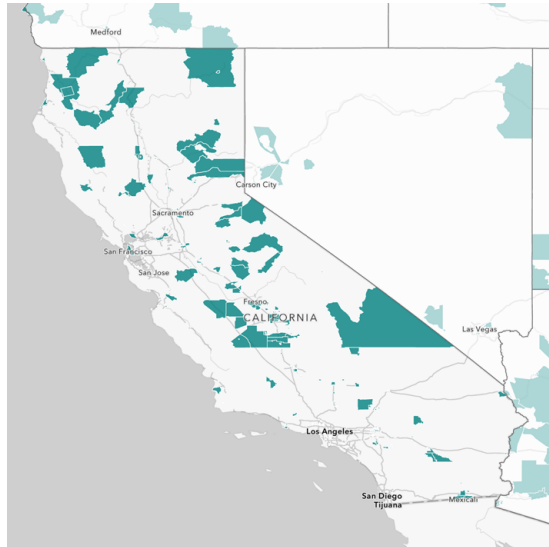 Medford
Carson City
Sacramento
San Francisco
San Jose
Fresno
CALIFORNIA
Las Vegas
Los Angeles
San Diego
Tijuana
Mexicali